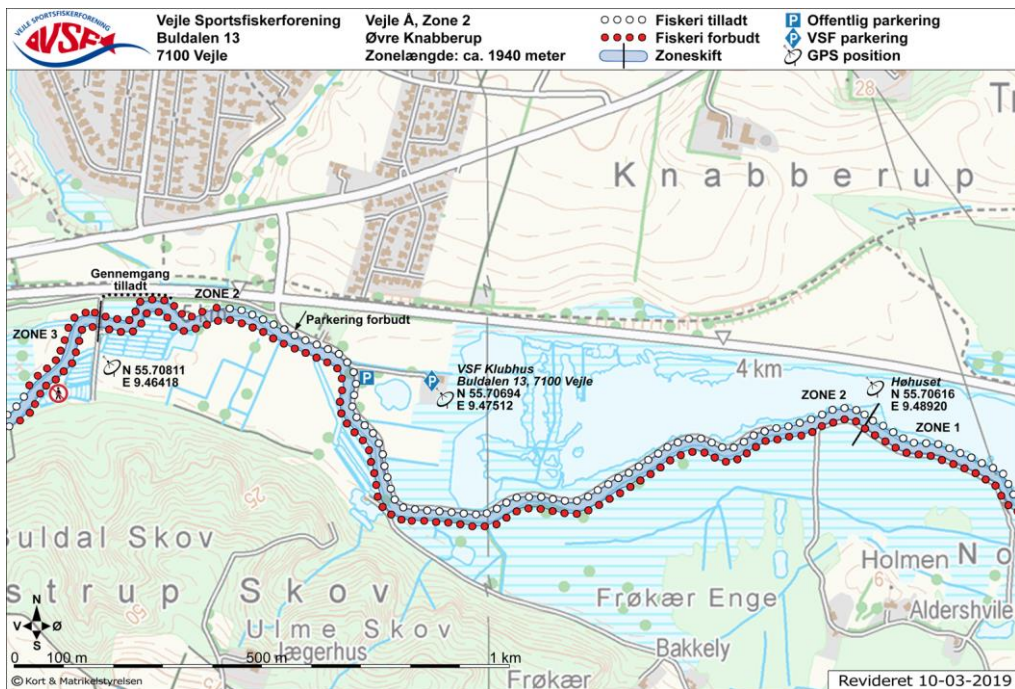 VEJLE SPORTSFISKERFORENING
VSF
Vejle Sportsfiskerforening
Buldalen 13
7100 Vejle
Vejle Å, Zone 2
Øvre Knabberup
Zonelængde: ca. 1940 meter
Fiskeri tilladt
Fiskeri forbudt
Zoneskift
P Offentlig parkering
P VSF parkering
GPS position
28
Tr
Knabberup
Gennemgang
tilladt
ZONE 2
ZONE 3
Parkering forbudt
N 55.70811
E 9.46418
P
P
VSF Klubhus
Buldalen 13, 7100 Vejle
N 55.70694
E 9.47512
4 km
ZONE 2
Høhuset
N 55.70616
E 9.48920
ZONE 1
25
25
50
50
Buldal Skov
strup Skov
Ulme Skov
Jægerhus
Frøkær Enge
Frøkær
Bakkely
Holmen
No
6
Aldershvile
N
V Ø
S
0 100 m 500 m 1 km
© Kort & Matrikelstyrelsen
Revideret 10-03-2019